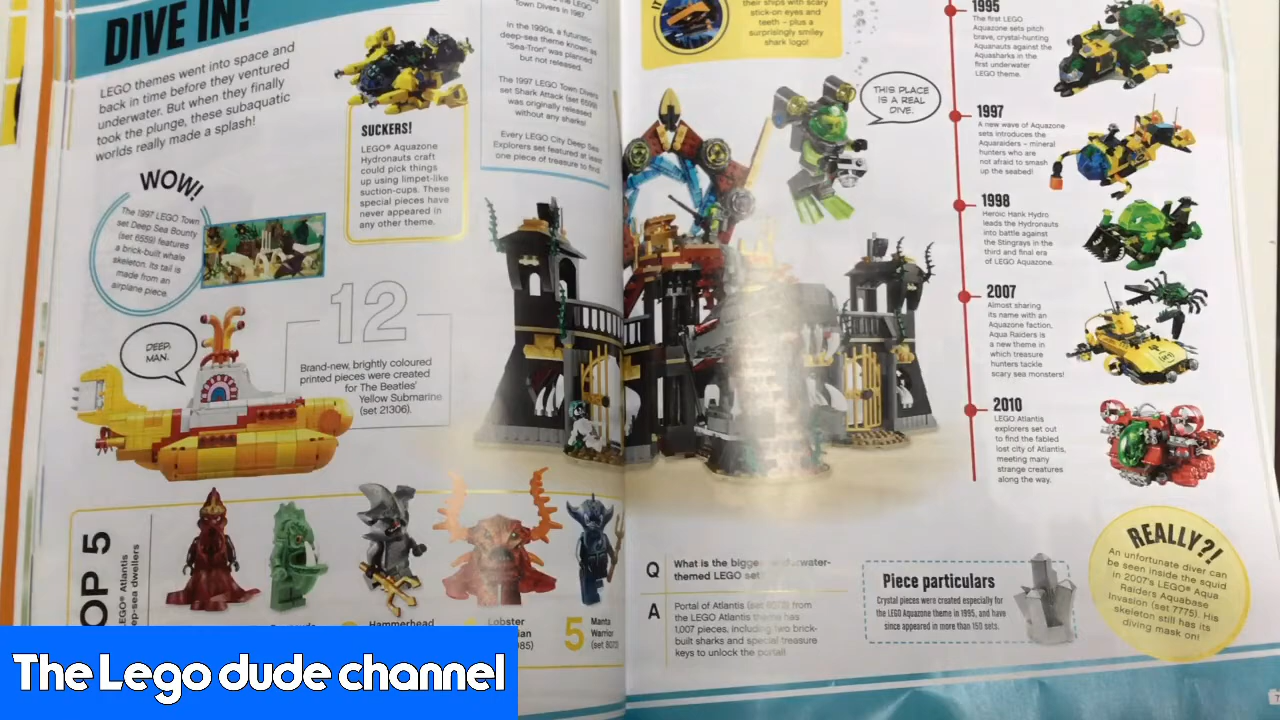 DIVE IN!
LEGO themes went into space and
back in time before they ventured
underwater. But when they finally
took the plunge, these subaquatic
worlds really made a splash!
WOW!
The 1997 LEGO Town
set Deep Sea Bounty
(set 6559) features
a brick-built whale
skeleton. Its tail is
made from an
airplane piece.
SUCKERS!
LEGO® Aquazone
Hydronauts craft
could pick things
up using limpet-like
suction-cups. These
special pieces have
never appeared in
any other theme.
Town Divers in 1997
In the 1990s, a futuristic
deep-sea theme known as
"Sea-Tron" was planned
but not released.
The 1997 LEGO Town Divers
set Shark Attack (set 6599)
was originally released
without any sharks!
Every LEGO City Deep Sea
Explorers set featured at least
one piece of treasure to find.
DEEP,
MAN.
12
Brand-new, brightly coloured
printed pieces were created
for The Beatles'
Yellow Submarine
(set 21306).
OP 5
LEGO® Atlantis
ep-sea dwellers
Hammerhead
Lobster
ian
985)
5
Manta
Warrior
(set 8073)
their ships with scary
stick-on eyes and
teeth – plus a
surprisingly smiley
shark logo!
THIS PLACE
IS A REAL
DIVE.
1995
The first LEGO
Aquazone sets pitch
brave, crystal-hunting
Aquanauts against the
Aquasharks in the
first underwater
LEGO theme.
1997
A new wave of Aquazone
sets introduces the
Aquaraiders – mineral
hunters who are
not afraid to smash
up the seabed!
1998
Heroic Hank Hydro
leads the Hydronauts
into battle against
the Stingrays in the
third and final era
of LEGO Aquazone.
2007
Almost sharing
its name with an
Aquazone faction,
Aqua Raiders is
a new theme in
which treasure
hunters tackle
scary sea monsters!
2010
LEGO Atlantis
explorers set out
to find the fabled
lost city of Atlantis,
meeting many
strange creatures
along the way.
Q
What is the bigge underwater-
themed LEGO set
A
Portal of Atlantis (set 8078) from
the LEGO Atlantis theme has
1,007 pieces, including two brick-
built sharks and special treasure
keys to unlock the portal!
Piece particulars
Crystal pieces were created especially for
the LEGO Aquazone theme in 1995, and have
since appeared in more than 150 sets.
REALLY?!
An unfortunate diver can
be seen inside the squid
in 2007's LEGO® Aqua
Raiders Aquabase
Invasion (set 7775). His
skeleton still has its
diving mask on!
The Lego dude channel